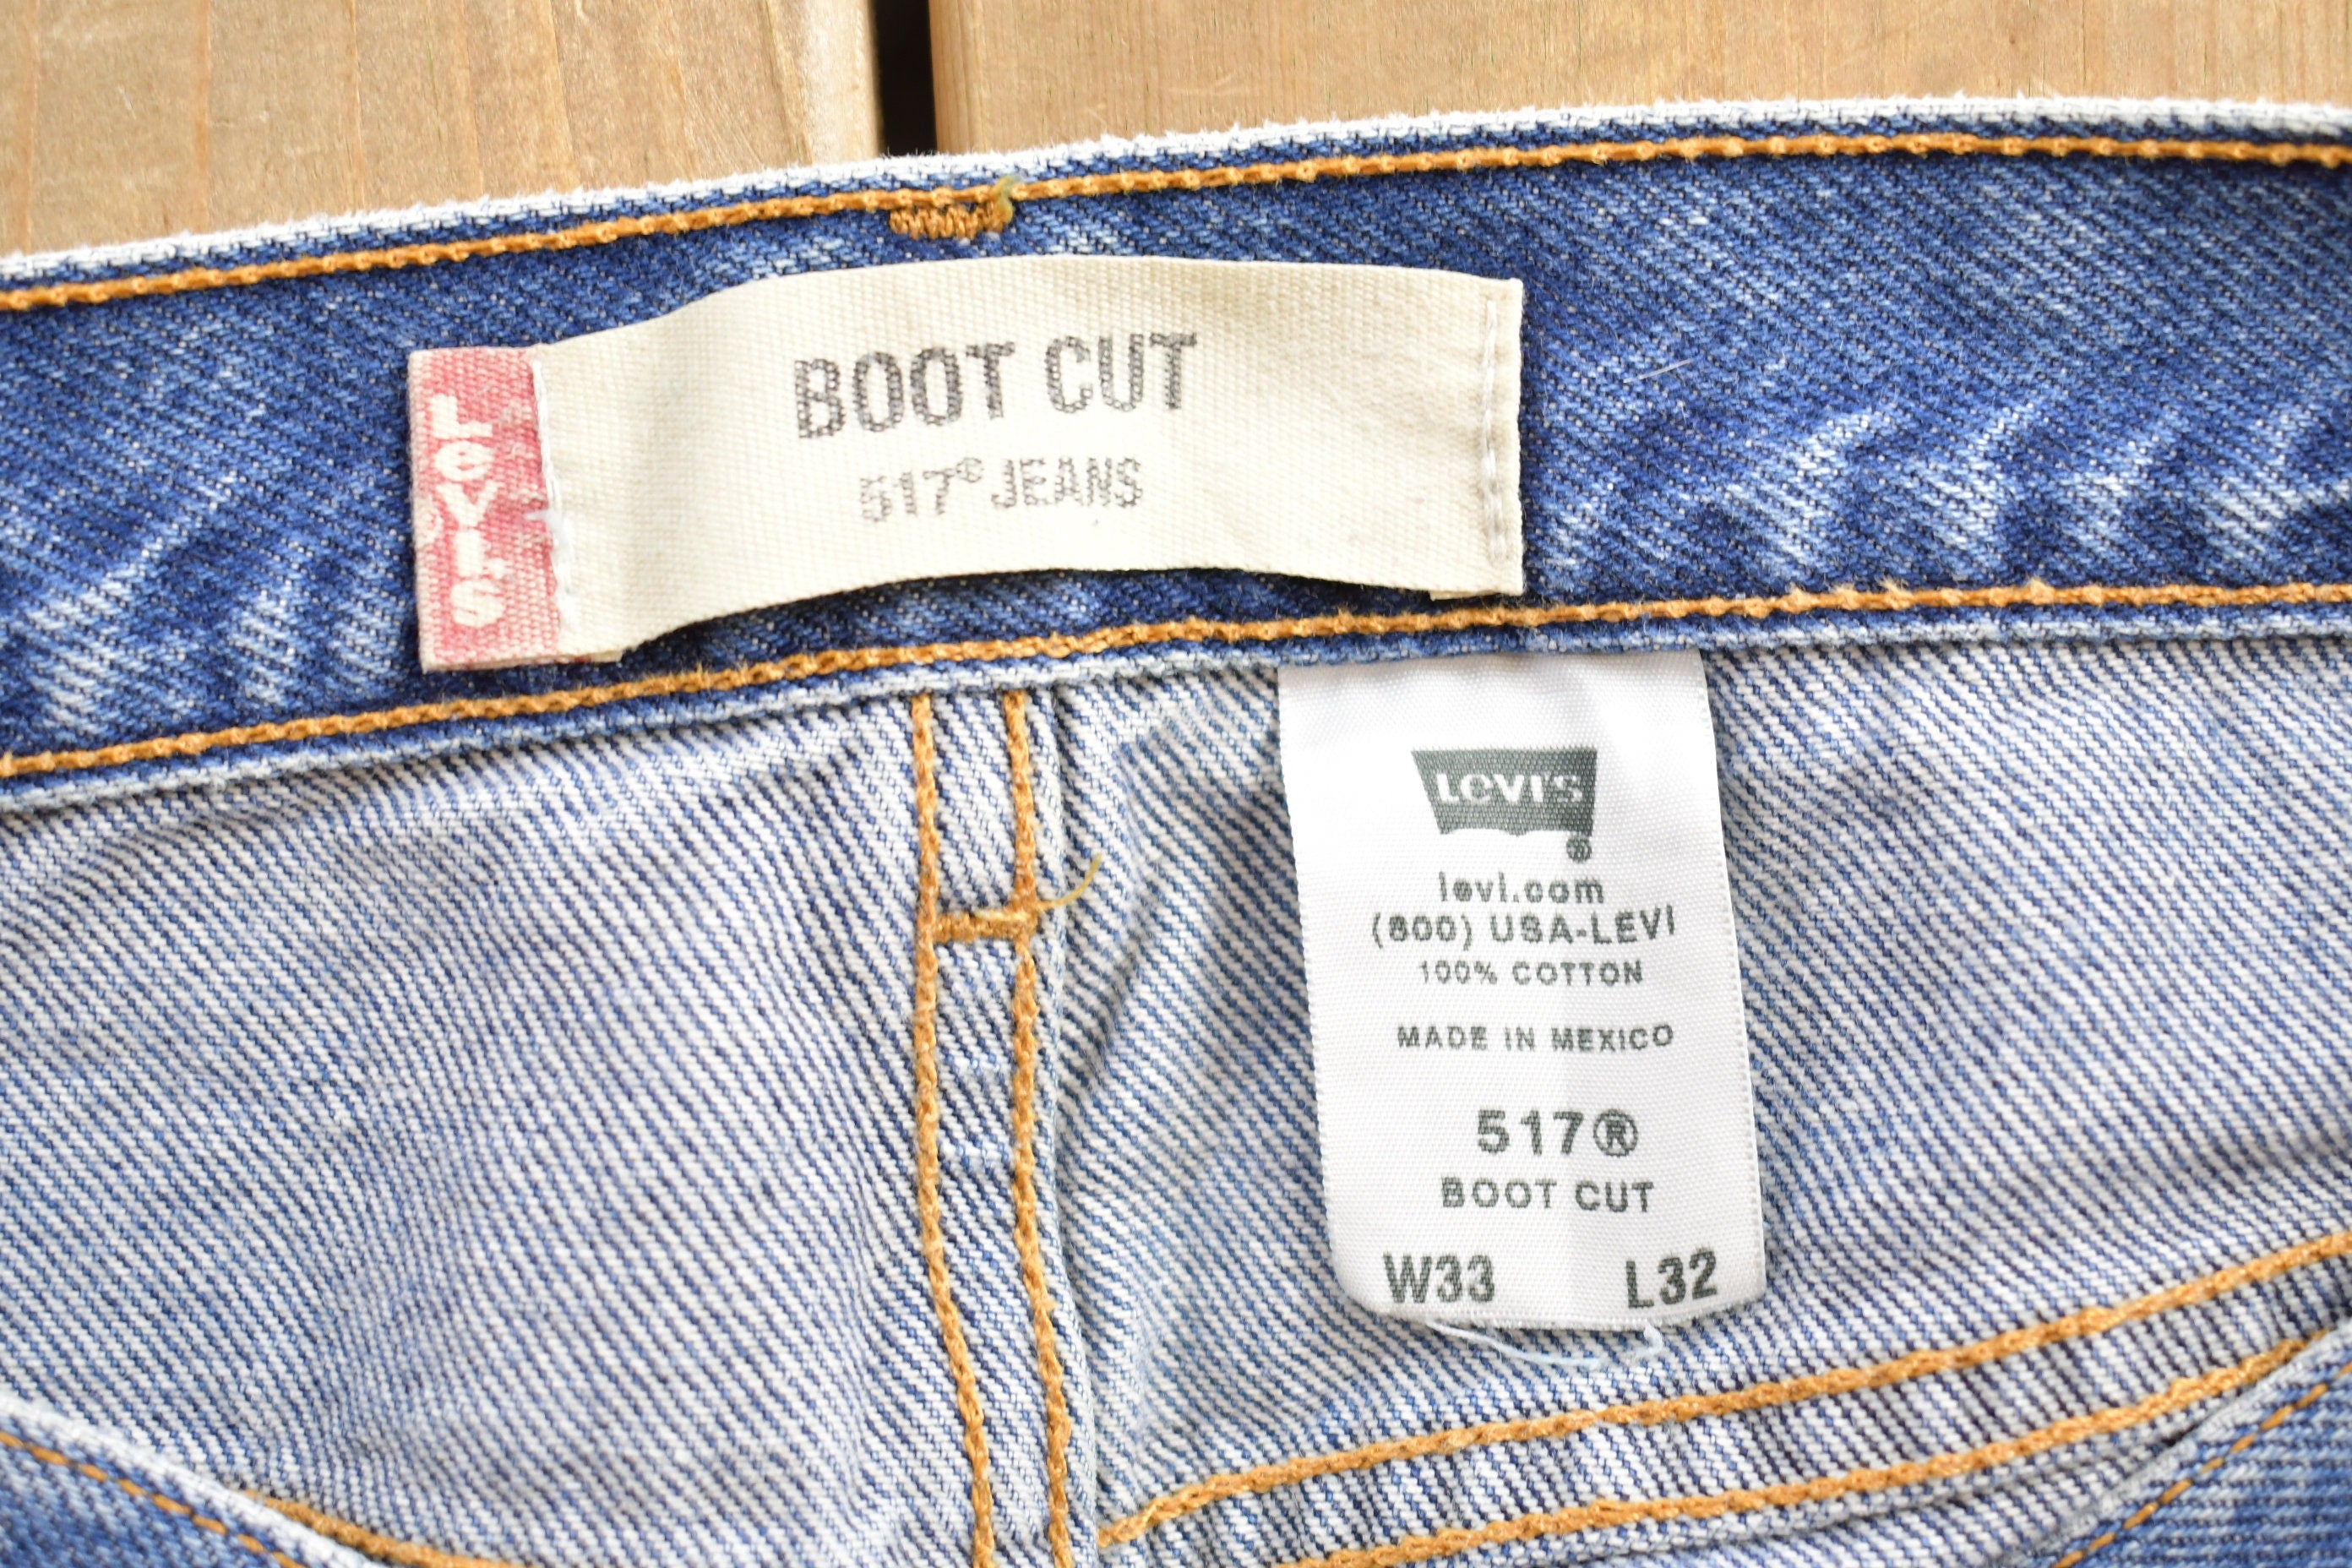 BOOT CUT
517® JEANS
Levi's
LEVI'S®
levi.com
(800) USA-LEVI
100% COTTON
MADE IN MEXICO
517®
BOOT CUT
W33 L32